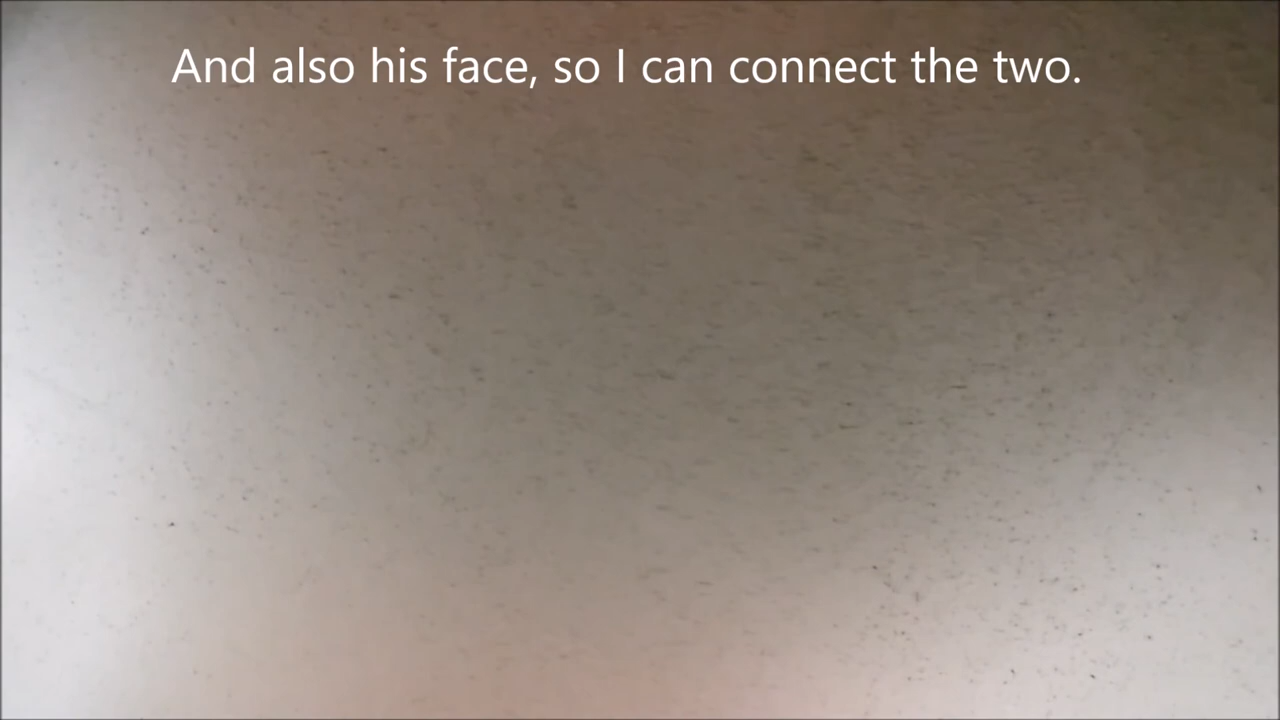 And also his face, so I can connect the two.